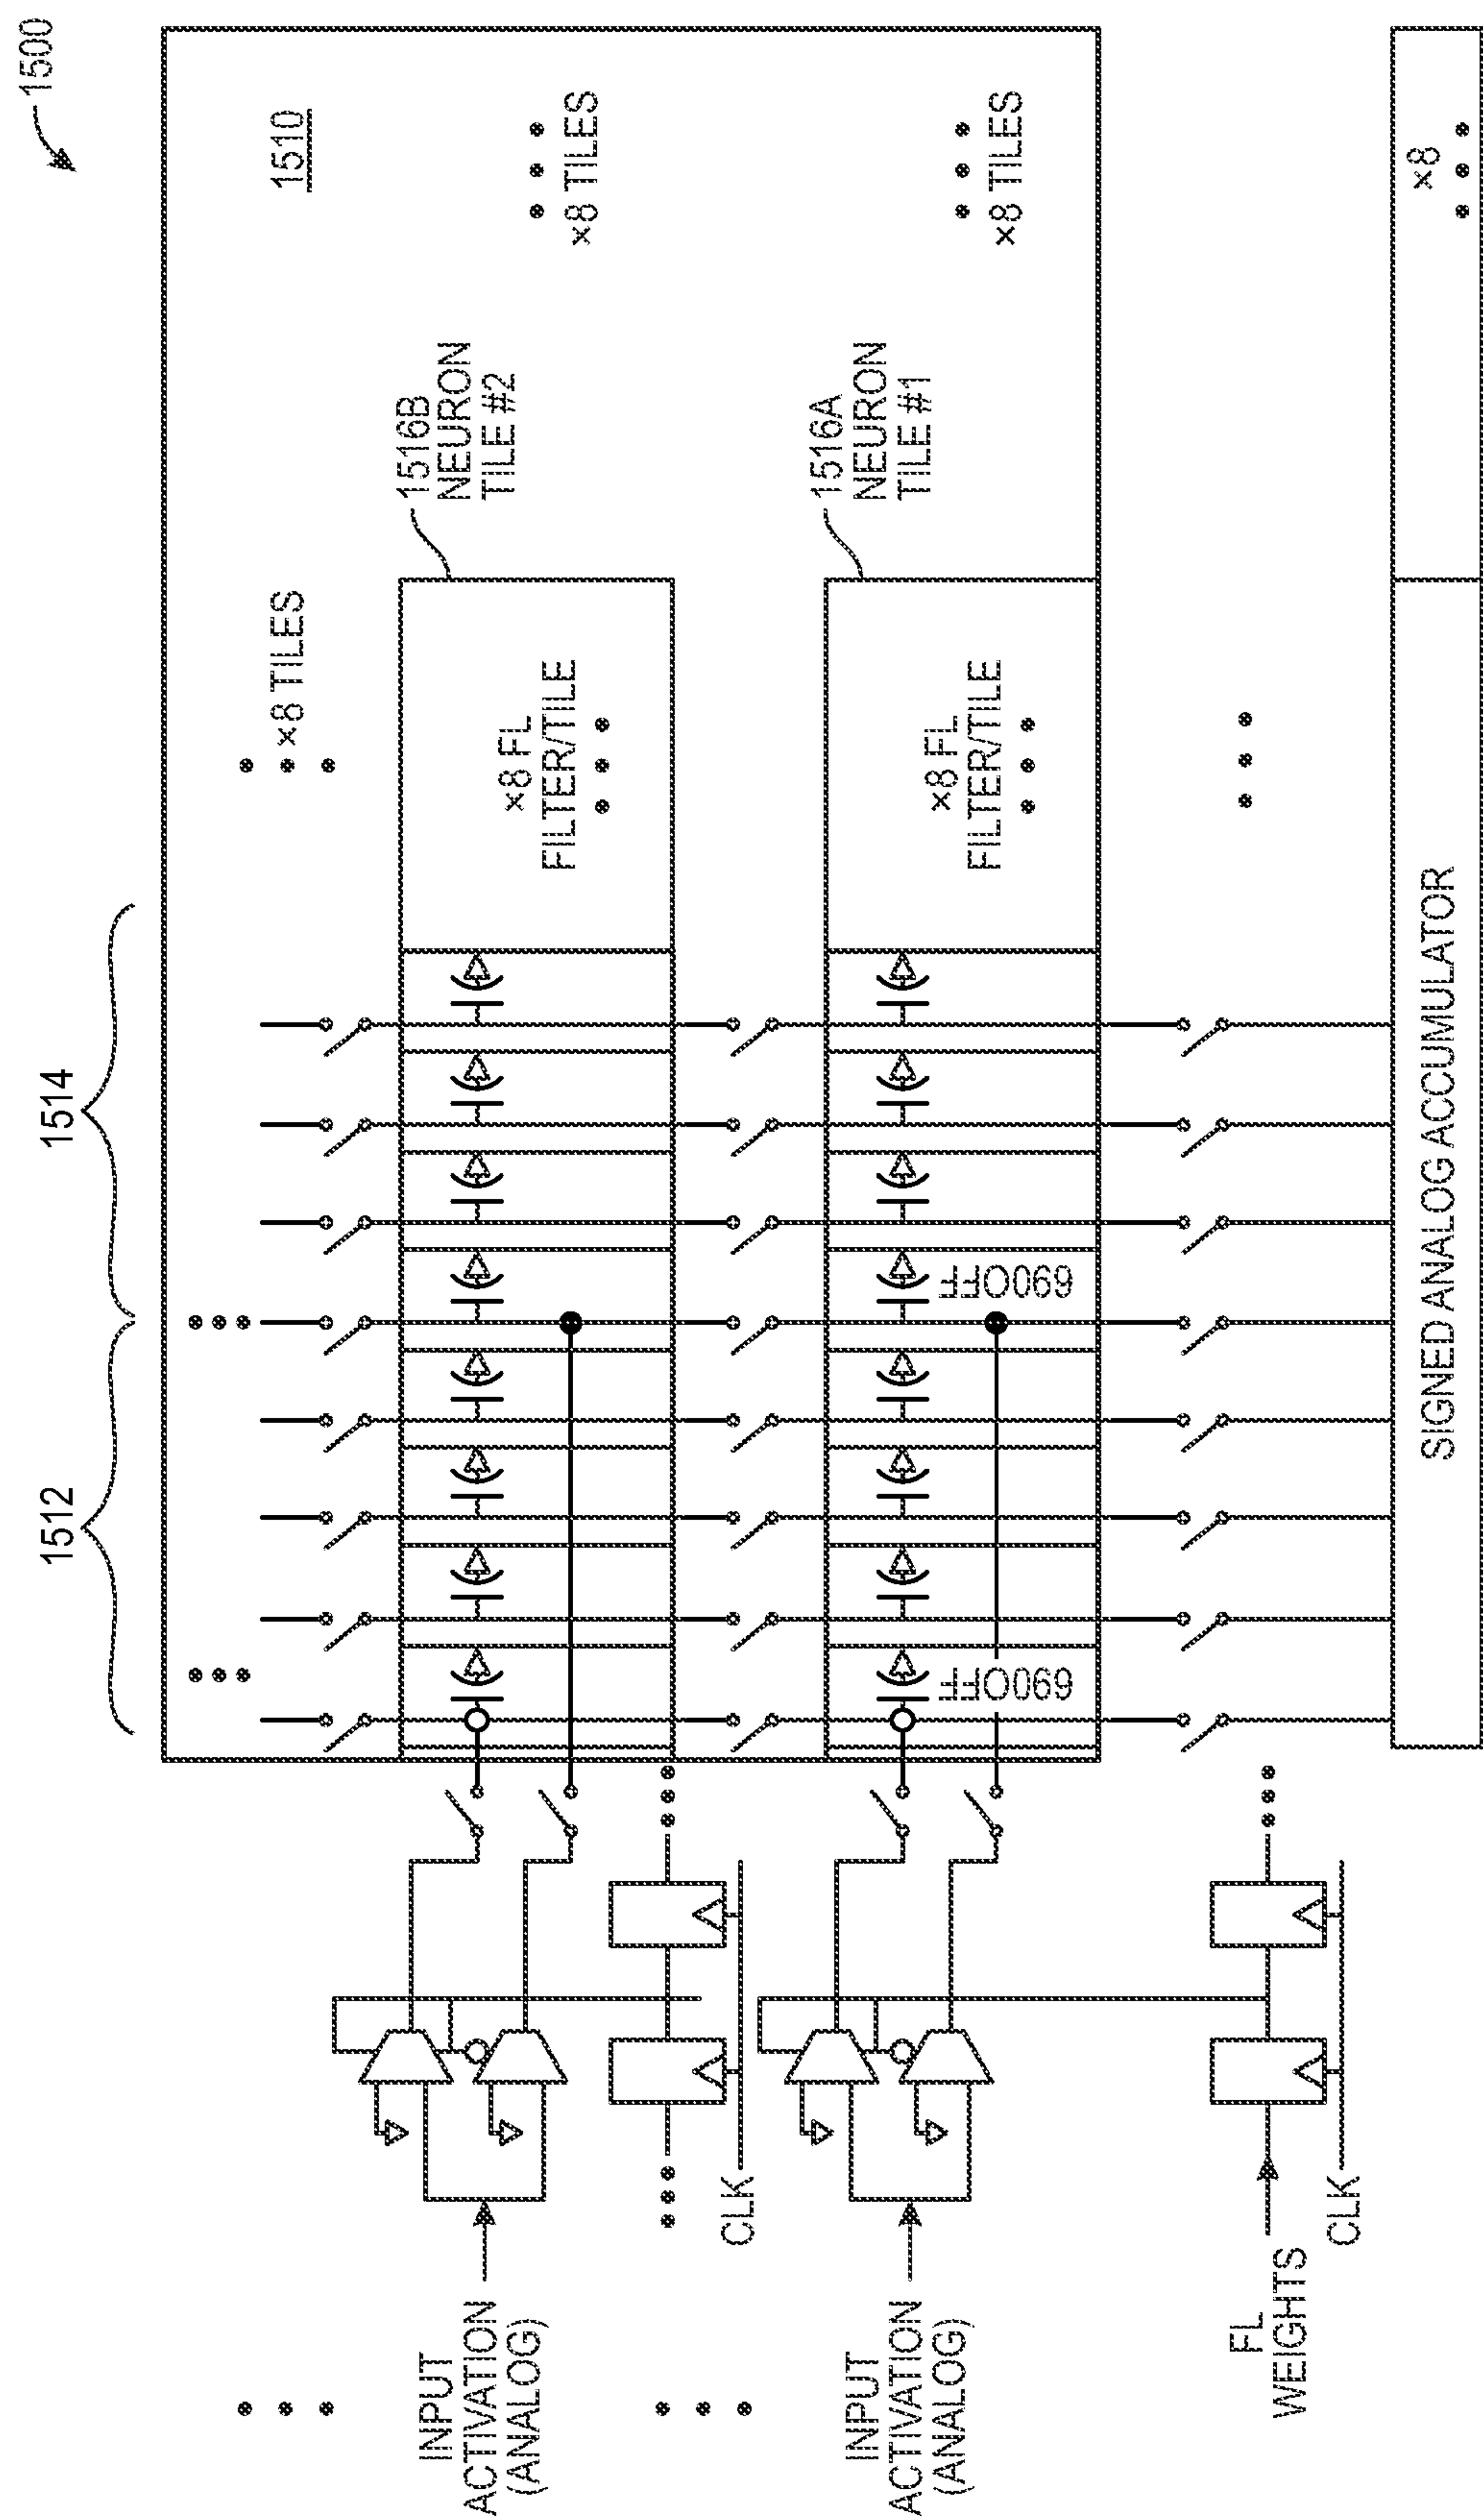 1500
1512
1514
1510
×8 TILES
1516B
NEURON
TILE #2
INPUT
ACTIVATION
(ANALOG)
×8 FL
FILTER/TILE
×8 TILES
CLK
1516A
NEURON
TILE #1
INPUT
ACTIVATION
(ANALOG)
×8 FL
FILTER/TILE
×8 TILES
690OFF
690OFF
FL
WEIGHTS
CLK
SIGNED ANALOG ACCUMULATOR
×8